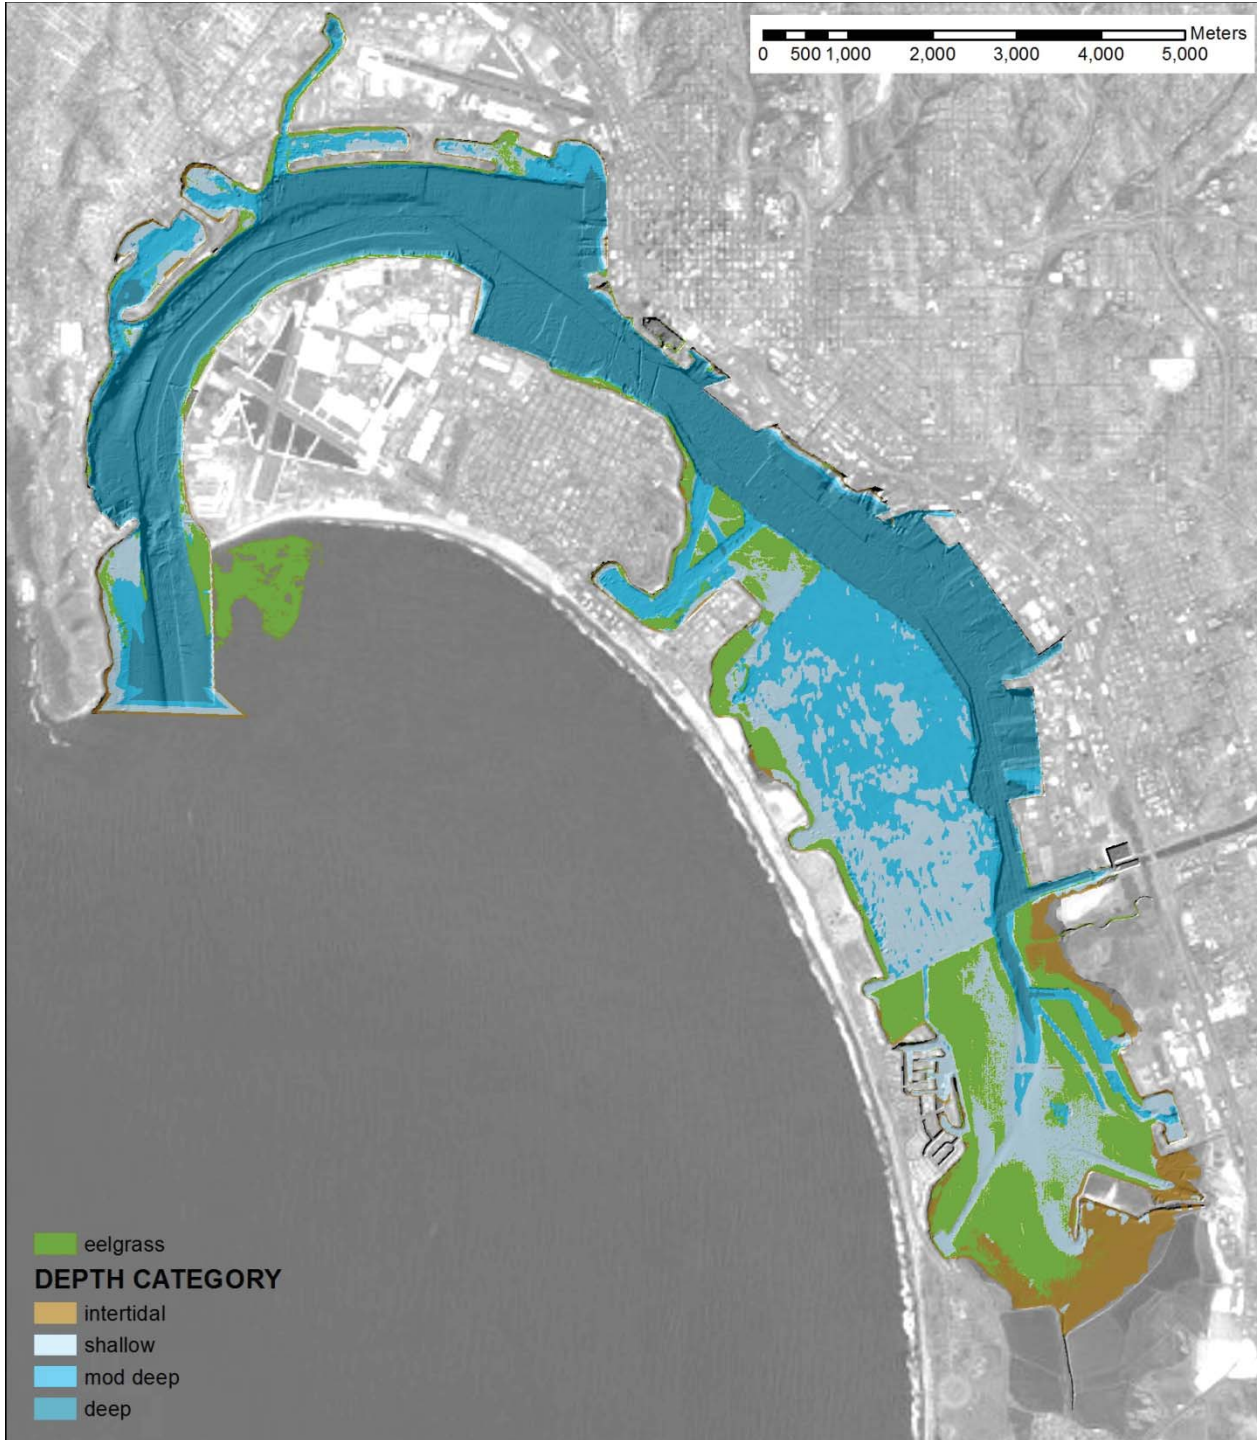 Meters
0 500 1,000 2,000 3,000 4,000 5,000
eelgrass
DEPTH CATEGORY
intertidal
shallow
mod deep
deep